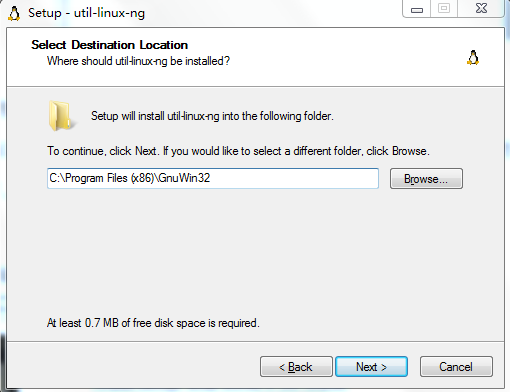 Setup - util-linux-ng
Select Destination Location
Where should util-linux-ng be installed?
Setup will install util-linux-ng into the following folder.
To continue, click Next. If you would like to select a different folder, click Browse.
C:\Program Files (x86)\GnuWin32
Browse...
At least 0.7 MB of free disk space is required.
< Back
Next >
Cancel